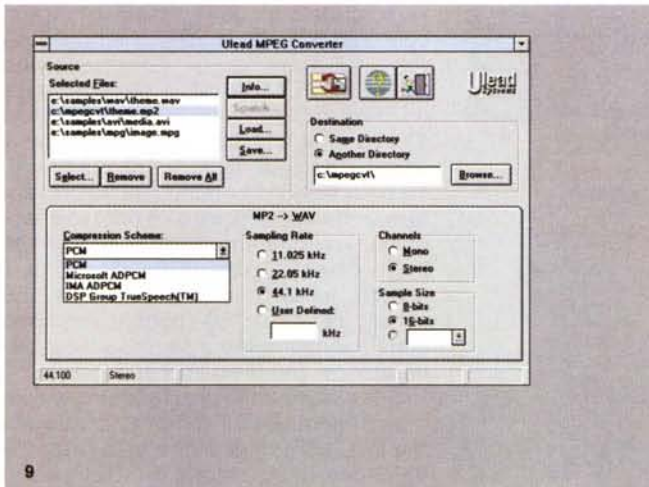 Ulead MPEG Converter
Source
Selected Files:
e:\samples\wav\theme.wav
c:\mpegcvt\theme.mp2
e:\samples\avi\media.avi
e:\samples\mpg\image.mpg
Info...
Load...
Save...
Select...
Remove
Remove All
Ulead
Systems
Destination
Same Directory
Another Directory
c:\mpegcvt\
Browse...
MP2 -> WAV
Compression Scheme:
PCM
PCM
Microsoft ADPCM
IMA ADPCM
DSP Group TrueSpeech(TM)
Sampling Rate
11.025 kHz
22.05 kHz
44.1 kHz
User Defined:
kHz
Channels
Mono
Stereo
Sample Size
8-bits
16-bits
44.100 Stereo
9